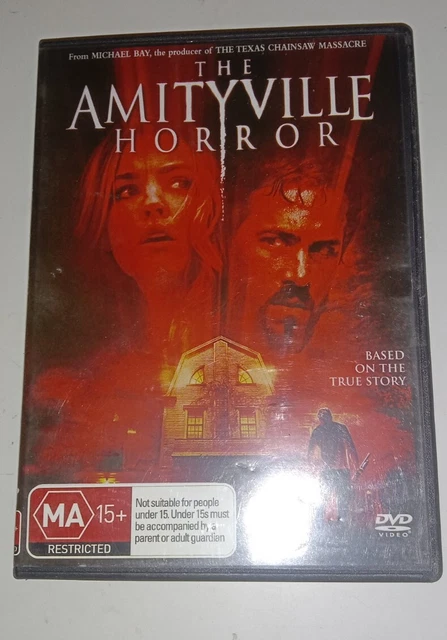 From MICHAEL BAY, the producer of THE TEXAS CHAINSAW MASSACRE
THE
AMITYVILLE
HORROR
BASED
ON THE
TRUE STORY
MA 15+
RESTRICTED
Not suitable for people
under 15. Under 15s must
be accompanied by a
parent or adult guardian
DVD
VIDEO